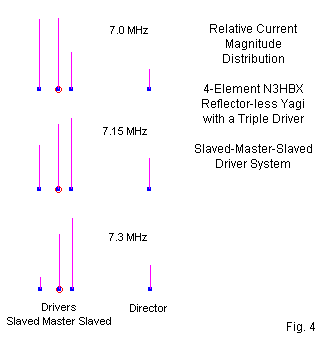 7.0 MHz
Relative Current
Magnitude
Distribution
4-Element N3HBX
Reflector-less Yagi
with a Triple Driver
7.15 MHz
Slaved-Master-Slaved
Driver System
7.3 MHz
Drivers
Slaved Master Slaved
Director
Fig. 4